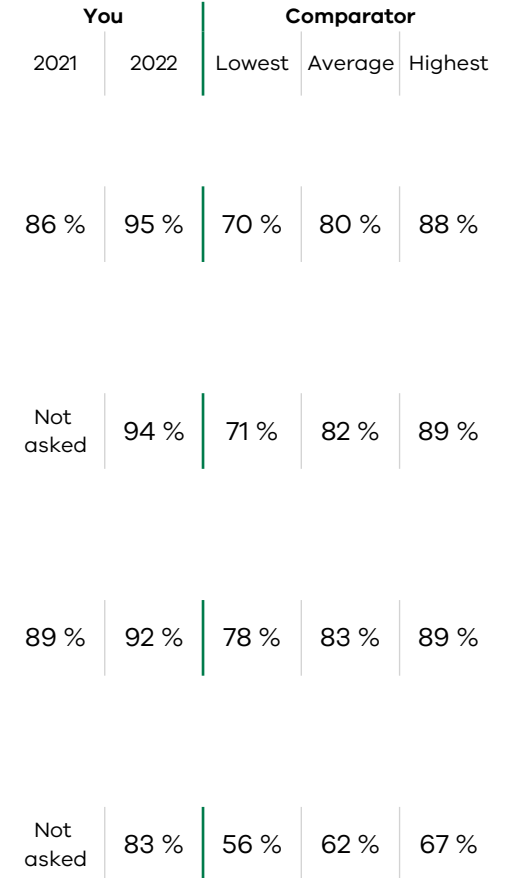 You Comparator
2021 2022 Lowest Average Highest
86 % 95 % 70 % 80 % 88 %
Not
asked 94 % 71 % 82 % 89 %
89 % 92 % 78 % 83 % 89 %
Not
asked 83 % 56 % 62 % 67 %